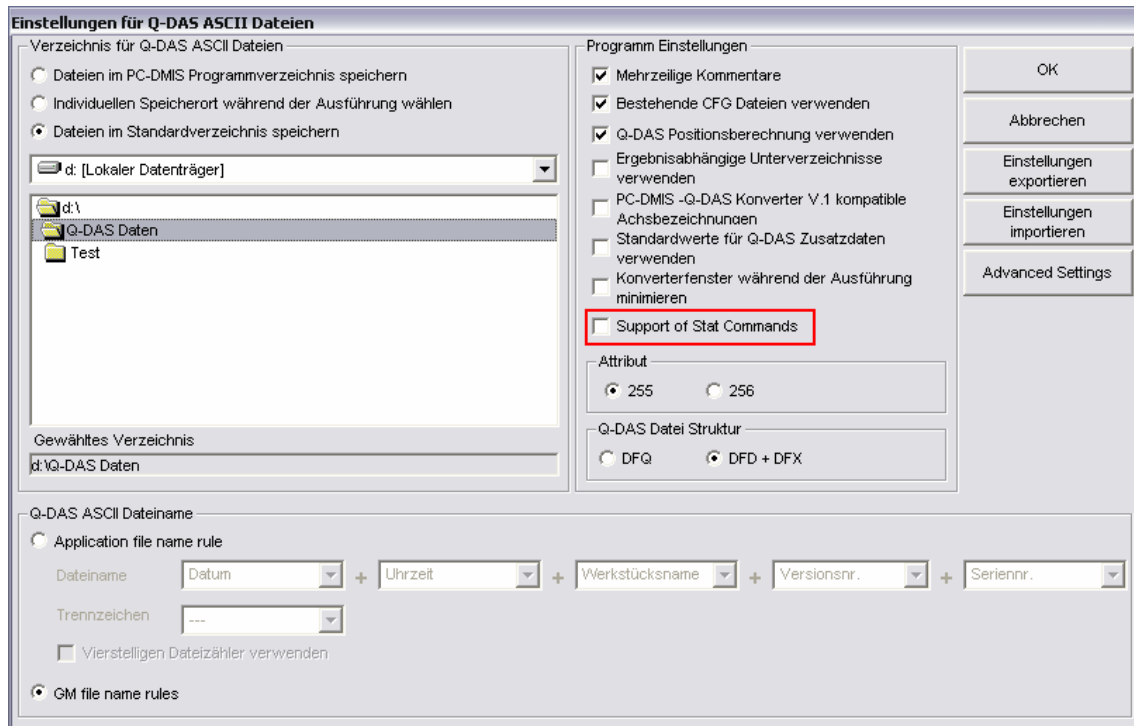 Einstellungen für Q-DAS ASCII Dateien
Verzeichnis für Q-DAS ASCII Dateien
Dateien im PC-DMIS Programmverzeichnis speichern
Individuellen Speicherort während der Ausführung wählen
Dateien im Standardverzeichnis speichern
d: [Lokaler Datenträger]
d:\
Q-DAS Daten
Test
Gewähltes Verzeichnis
d:\Q-DAS Daten
Programm Einstellungen
Mehrzeilige Kommentare
Bestehende CFG Dateien verwenden
Q-DAS Positionsberechnung verwenden
Ergebnisabhängige Unterverzeichnisse
verwenden
PC-DMIS -Q-DAS Konverter V.1 kompatible
Achsbezeichnungen
Standardwerte für Q-DAS Zusatzdaten
verwenden
Konverterfenster während der Ausführung
minimieren
Support of Stat Commands
Attribut
255 256
Q-DAS Datei Struktur
DFQ DFD + DFX
OK
Abbrechen
Einstellungen
exportieren
Einstellungen
importieren
Advanced Settings
Q-DAS ASCII Dateiname
Application file name rule
Dateiname Datum + Uhrzeit + Werkstücksname + Versionsnr. + Seriennr.
Trennzeichen ---
Vierstelligen Dateizähler verwenden
GM file name rules